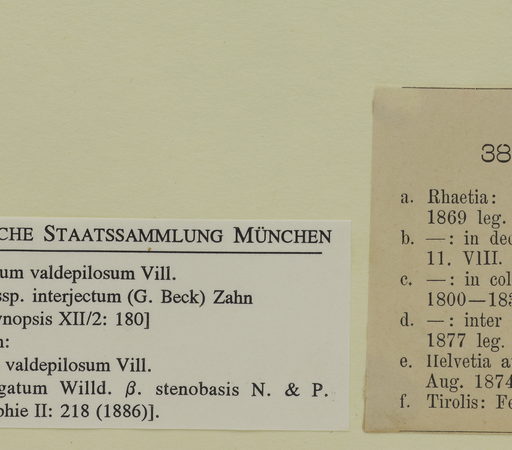 CHE STAATSSAMMLUNG MÜNCHEN
um valdepilosum Vill.
ssp. interjectum (G. Beck) Zahn
ynopsis XII/2: 180]
n:
valdepilosum Vill.
gatum Willd. β. stenobasis N. & P.
phie II: 218 (1886)].
38
a. Rhaetia:
1869 leg.
b. —: in dec
11. VIII.
c. —: in col
1800—183
d. —: inter
1877 leg.
e. Helvetia a
Aug. 1874
f. Tirolis: Fe